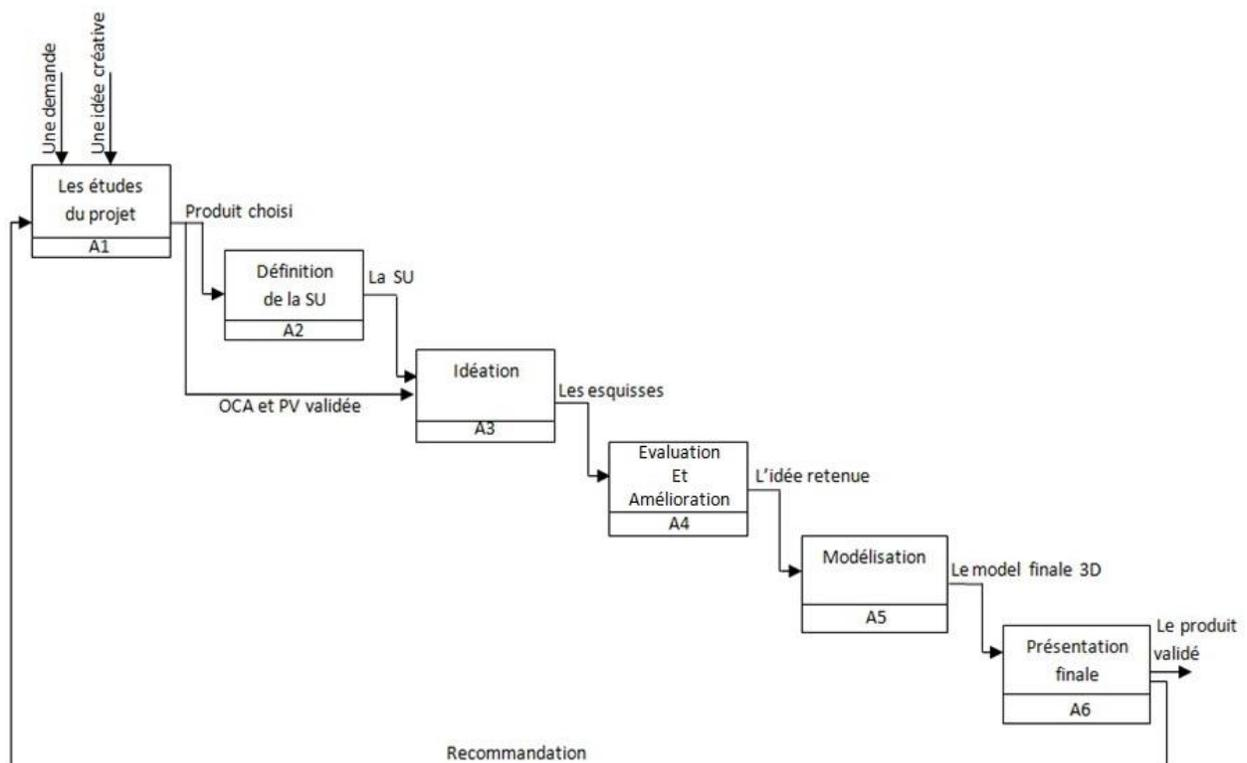 Une demande
Une idée créative
Les études
du projet
A1
Produit choisi
Définition
de la SU
A2
La SU
OCA et PV validée
Idéation
A3
Les esquisses
Evaluation
Et
Amélioration
A4
L'idée retenue
Modélisation
A5
Le model finale 3D
Présentation
finale
A6
Le produit
validé
Recommandation